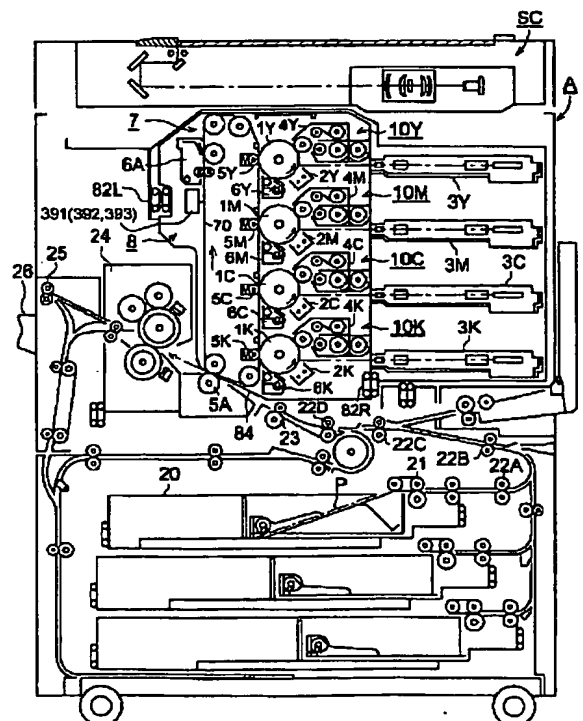 SC
A
7
1Y
4Y
10Y
6A
5Y
2Y
6Y
4M
3Y
82L
1M
10M
391(392,393)
70
5M
2M
3M
6M
4C
8
26
25
24
1C
10C
3C
5C
2C
6C
4K
1K
10K
3K
5K
2K
6K
5A
84
22D
82R
23
22C
22B
22A
21
20
P